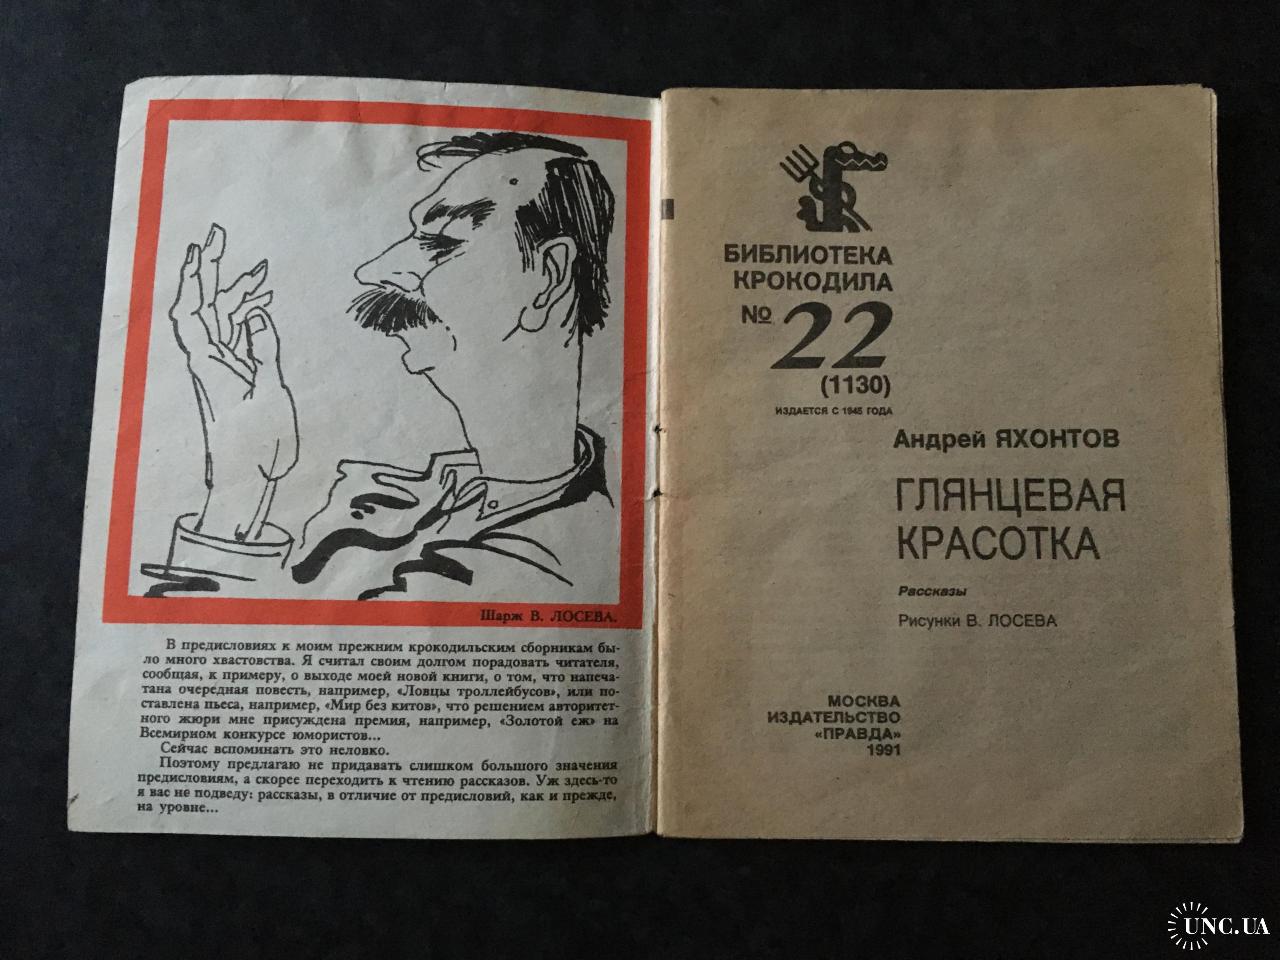 Шарж В. ЛОСЕВА.
В предисловиях к моим прежним крокодильским сборникам бы-
ло много хвастовства. Я считал своим долгом порадовать читателя,
сообщая, к примеру, о выходе моей новой книги, о том, что напеча-
тана очередная повесть, например, «Ловцы троллейбусов», или по-
ставлена пьеса, например, «Мир без китов», что решением авторитет-
ного жюри мне присуждена премия, например, «Золотой еж» на
Всемирном конкурсе юмористов...
Сейчас вспоминать это неловко.
Поэтому предлагаю не придавать слишком большого значения
предисловиям, а скорее переходить к чтению рассказов. Уж здесь-то
я вас не подведу: рассказы, в отличие от предисловий, как и прежде,
на уровне...
БИБЛИОТЕКА
КРОКОДИЛА
№ 22
(1130)
ИЗДАЕТСЯ С 1945 ГОДА
Андрей ЯХОНТОВ
ГЛЯНЦЕВАЯ
КРАСОТКА
Рассказы
Рисунки В. ЛОСЕВА
МОСКВА
ИЗДАТЕЛЬСТВО
«ПРАВДА»
1991
UNC.UA